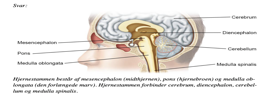 Svar:
Cerebrum
Diencephalon
Mesencephalon
Cerebellum
Pons
Medulla oblongata
Medulla spinalis
Hjernestammen består af mesencephalon (midthjernen), pons (hjernebroen) og medulla ob-
longata (den forlængede marv). Hjernestammen forbinder cerebrum, diencephalon, cerebel-
lum og medulla spinalis.